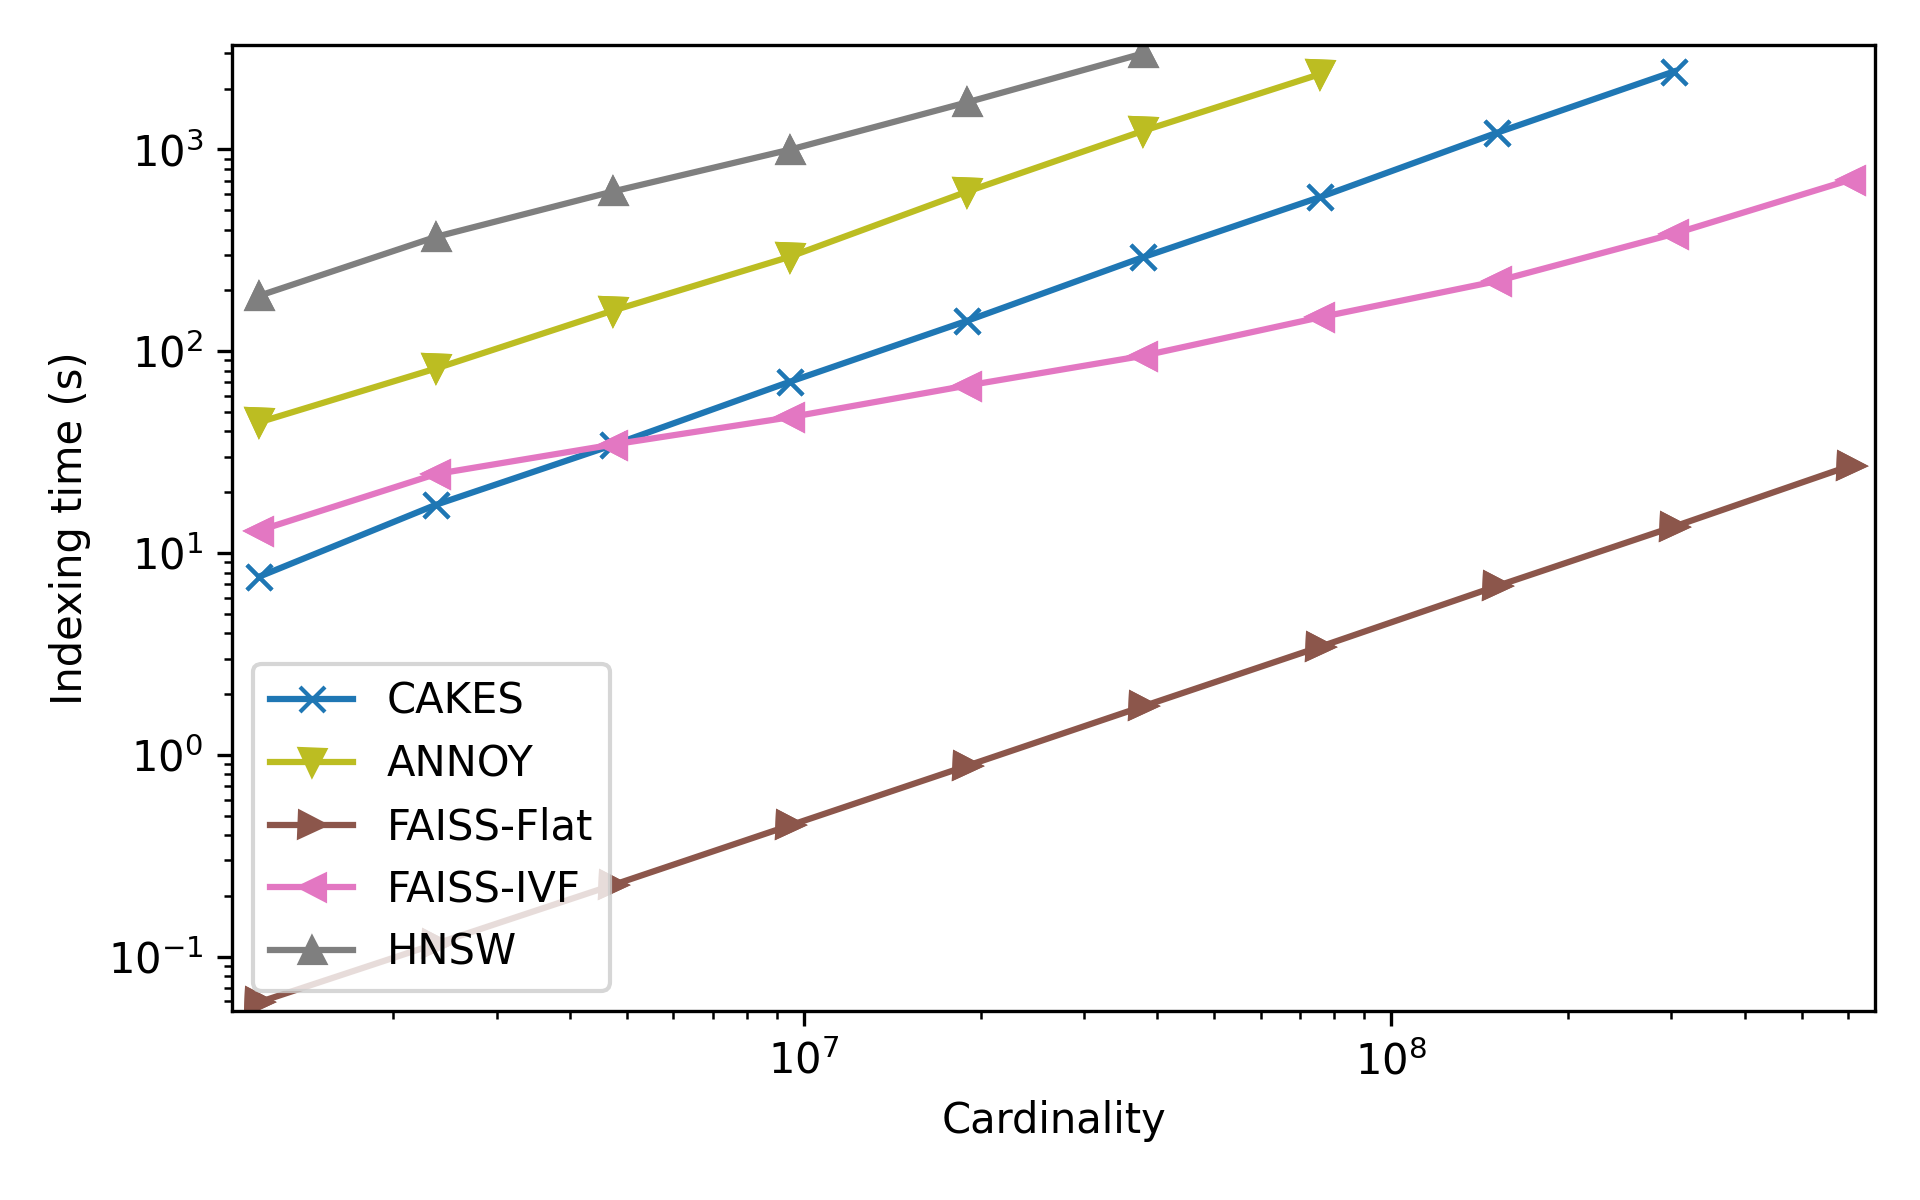 Indexing time (s)
10³
10²
10¹
10⁰
10⁻¹
CAKES
ANNOY
FAISS-Flat
FAISS-IVF
HNSW
10⁷ 10⁸
Cardinality